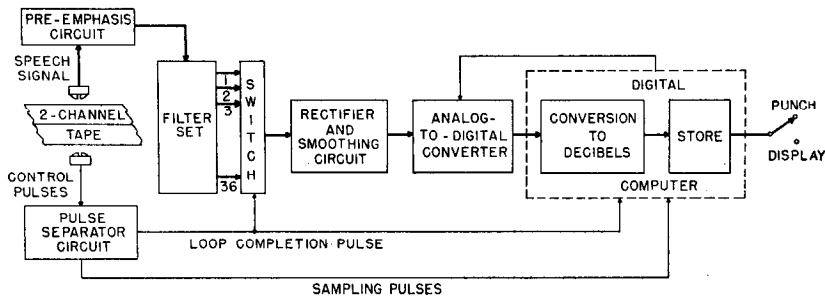 PRE-EMPHASIS
CIRCUIT
SPEECH
SIGNAL
2-CHANNEL
TAPE
CONTROL
PULSES
PULSE
SEPARATOR
CIRCUIT
FILTER
SET
1
2
3
36
SWITCH
RECTIFIER
AND
SMOOTHING
CIRCUIT
ANALOG-
TO-DIGITAL
CONVERTER
DIGITAL
CONVERSION
TO
DECIBELS
STORE
COMPUTER
PUNCH
DISPLAY
LOOP COMPLETION PULSE
SAMPLING PULSES